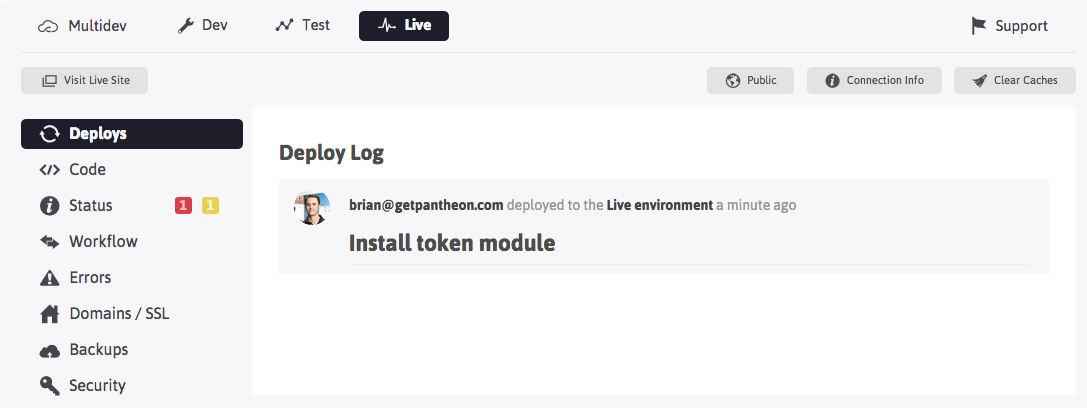 Multidev Dev Test Live Support
Visit Live Site Public Connection Info Clear Caches
Deploys
Code
Status 1 1
Workflow
Errors
Domains / SSL
Backups
Security
Deploy Log
brian@getpantheon.com deployed to the Live environment a minute ago
Install token module